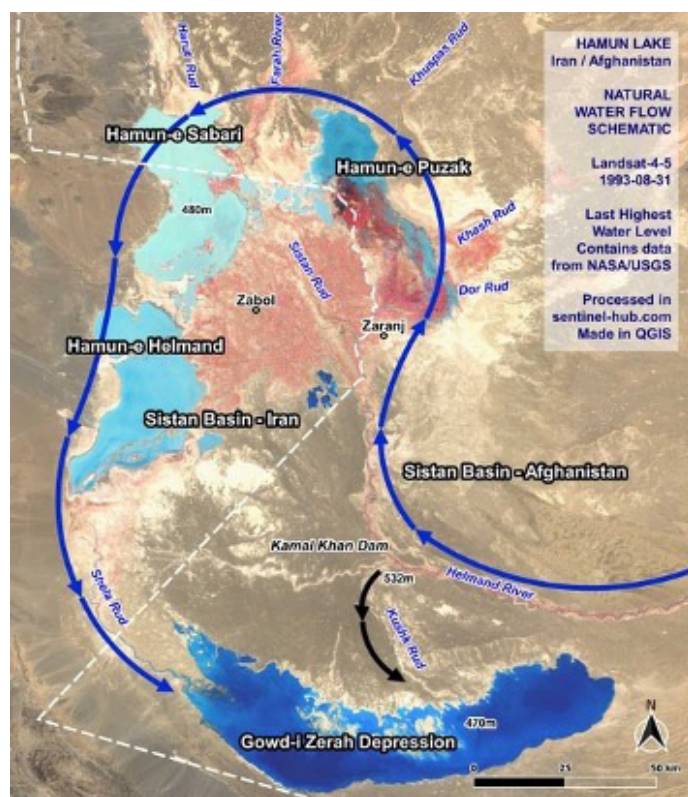 HAMUN LAKE
Iran / Afghanistan
NATURAL
WATER FLOW
SCHEMATIC
Landsat-4-5
1993-08-31
Last Highest
Water Level
Contains data
from NASA/USGS
Processed in
sentinel-hub.com
Made in QGIS
Harut Rud
Farah River
Khuspas Rud
Hamun-e Sabari
Hamun-e Puzak
480m
Khash Rud
Sistan Rud
Dor Rud
Zabol
Zaranj
Hamun-e Helmand
Sistan Basin - Iran
Sistan Basin - Afghanistan
Kamal Khan Dam
532m
Helmand River
Shela Rud
Kushk Rud
470m
Gowd-i Zerah Depression
N
0
25
50 km